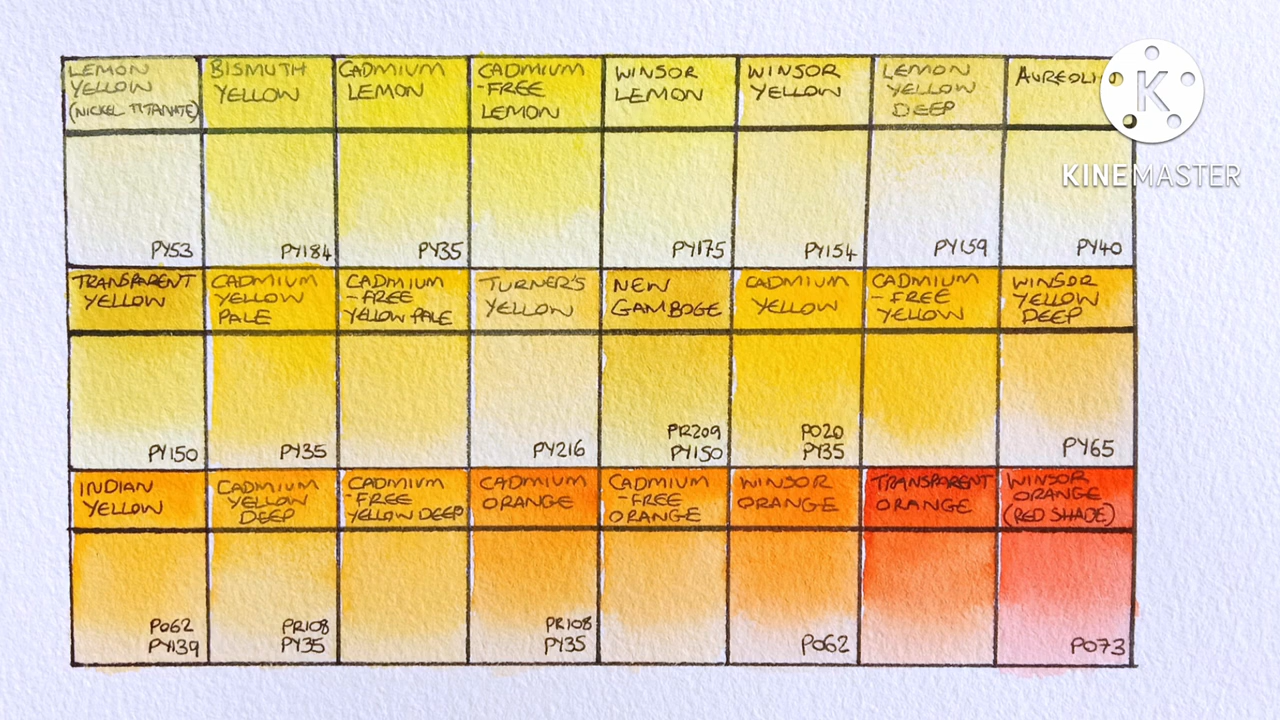 LEMON
YELLOW
(NICKEL TITANATE)
PY53
BISMUTH
YELLOW
PY184
CADMIUM
LEMON
PY35
CADMIUM
-FREE
LEMON
WINSOR
LEMON
PY175
WINSOR
YELLOW
PY154
LEMON
YELLOW
DEEP
PY159
AUREOLIN
PY40
K
KINEMASTER
TRANSPARENT
YELLOW
PY150
CADMIUM
YELLOW
PALE
PY35
CADMIUM
-FREE
YELLOW PALE
TURNER'S
YELLOW
PY216
NEW
GAMBOGE
PR209
PY150
CADMIUM
YELLOW
PO20
PY35
CADMIUM
-FREE
YELLOW
WINSOR
YELLOW
DEEP
PY65
INDIAN
YELLOW
PO62
PY139
CADMIUM
YELLOW
DEEP
PR108
PY35
CADMIUM
-FREE
YELLOW DEEP
CADMIUM
ORANGE
PR108
PY35
CADMIUM
-FREE
ORANGE
WINSOR
ORANGE
PO62
TRANSPARENT
ORANGE
WINSOR
ORANGE
(RED SHADE)
PO73